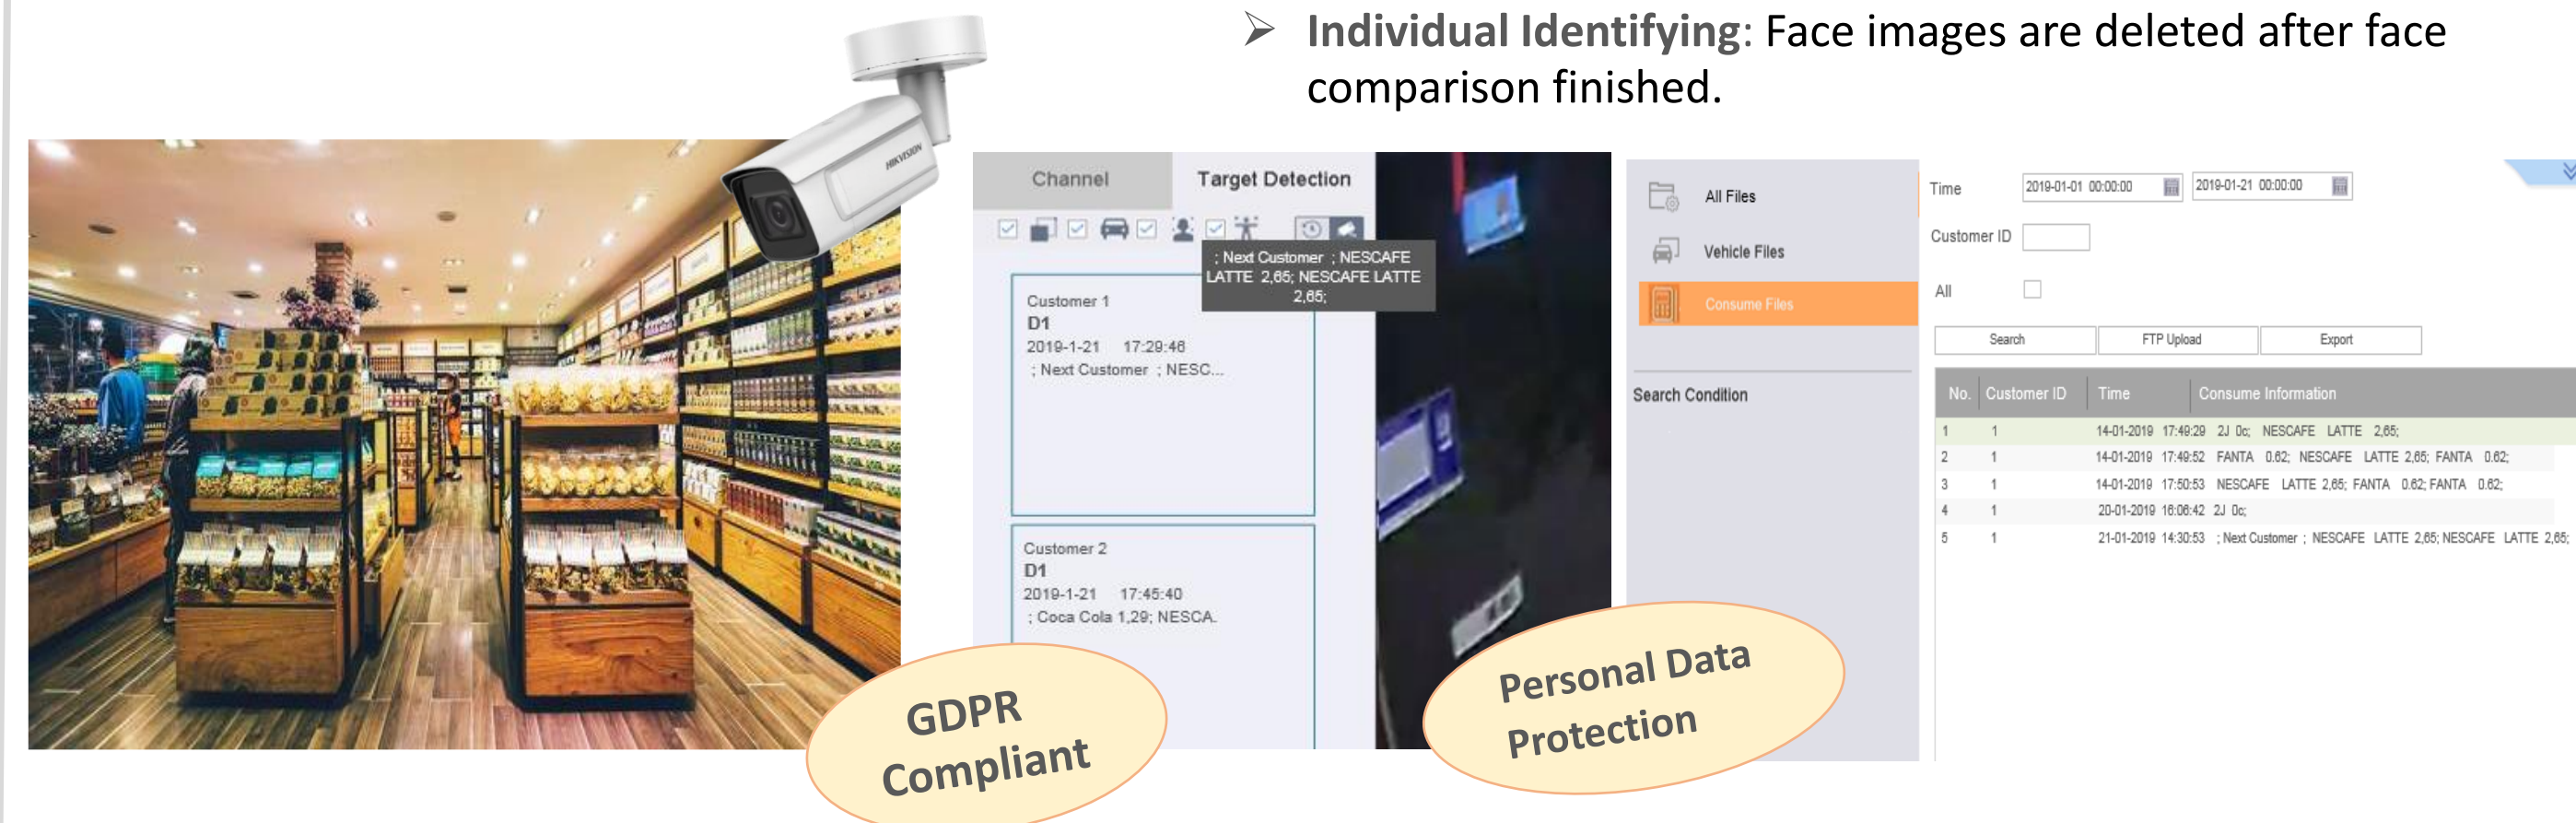 ➢ Individual Identifying: Face images are deleted after face
comparison finished.
HIKVISION
Channel
Target Detection
; Next Customer ; NESCAFE
LATTE 2,65; NESCAFE LATTE
2,65;
Customer 1
D1
2019-1-21 17:29:46
; Next Customer ; NESC...
Customer 2
D1
2019-1-21 17:45:40
; Coca Cola 1,29; NESCA.
GDPR
Compliant
All Files
Vehicle Files
Consume Files
Search Condition
Personal Data
Protection
Time 2019-01-01 00:00:00 2019-01-21 00:00:00
Customer ID
All
Search FTP Upload Export
No. Customer ID Time Consume Information
1 1 14-01-2019 17:49:29 2J 0c; NESCAFE LATTE 2,65;
2 1 14-01-2019 17:49:52 FANTA 0.62; NESCAFE LATTE 2,65; FANTA 0.62;
3 1 14-01-2019 17:50:53 NESCAFE LATTE 2,65; FANTA 0.62; FANTA 0.62;
4 1 20-01-2019 16:06:42 2J 0c;
5 1 21-01-2019 14:30:53 ; Next Customer ; NESCAFE LATTE 2,65; NESCAFE LATTE 2,65;